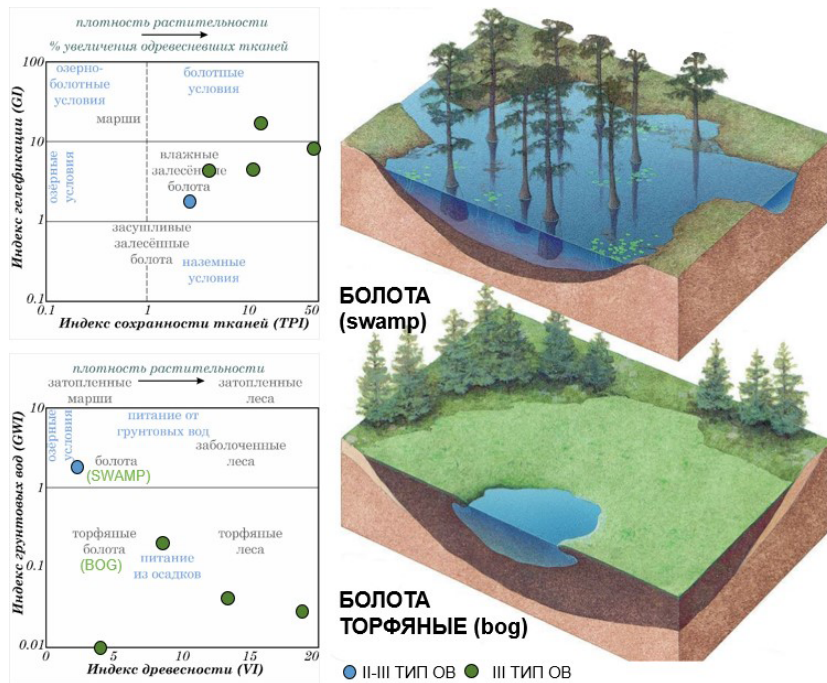 плотность растительности
% увеличения одревесневших тканей
Индекс гелефикации (GI)
100
10
1
0.1
озерно-
болотные
условия
болотные
условия
марши
озёрные
условия
влажные
залесённые
болота
засушливые
залесённые
болота
наземные
условия
0.1
1
10
50
Индекс сохранности тканей (TPI)
БОЛОТА
(swamp)
плотность растительности
затопленные
марши
затопленные
леса
Индекс грунтовых вод (GWI)
10
1
0.1
0.01
озёрные
условия
питание от
грунтовых вод
болота
(SWAMP)
заболоченные
леса
торфяные
болота
(BOG)
торфяные
леса
питание
из осадков
0
5
10
15
20
Индекс древесности (VI)
БОЛОТА
ТОРФЯНЫЕ (bog)
II-III ТИП ОВ
III ТИП ОВ